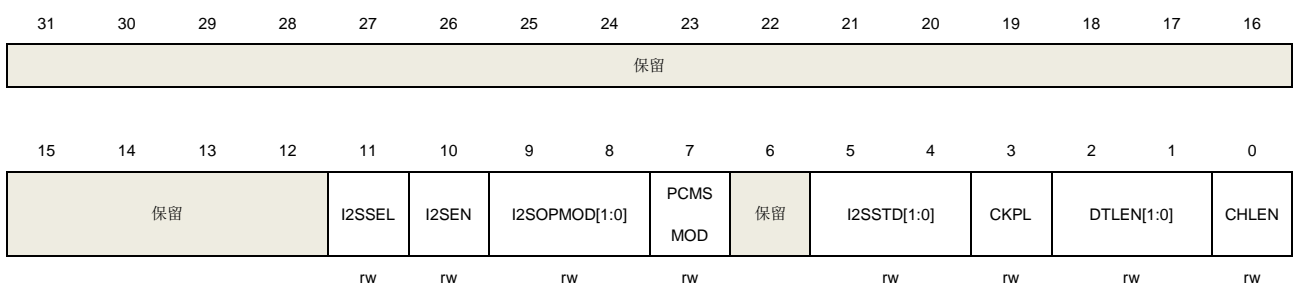 31 30 29 28 27 26 25 24 23 22 21 20 19 18 17 16
保留
15 14 13 12 11 10 9 8 7 6 5 4 3 2 1 0
保留 I2SSEL I2SEN I2SOPMOD[1:0] PCMS MOD 保留 I2SSTD[1:0] CKPL DTLEN[1:0] CHLEN
rw rw rw rw rw rw rw rw